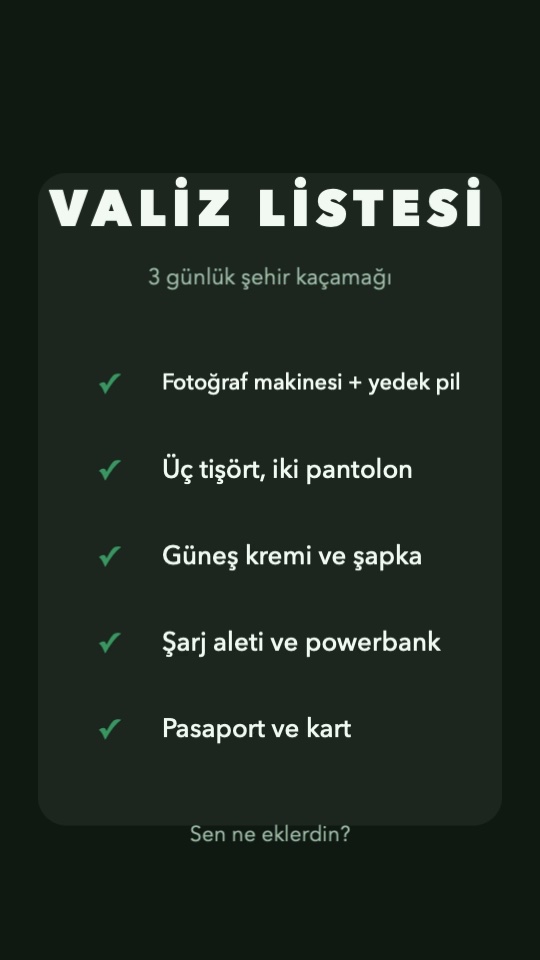 VALİZ LİSTESİ
3 günlük şehir kaçamağı
✓ Fotoğraf makinesi + yedek pil
✓ Üç tişört, iki pantolon
✓ Güneş kremi ve şapka
✓ Şarj aleti ve powerbank
✓ Pasaport ve kart
Sen ne eklerdin?